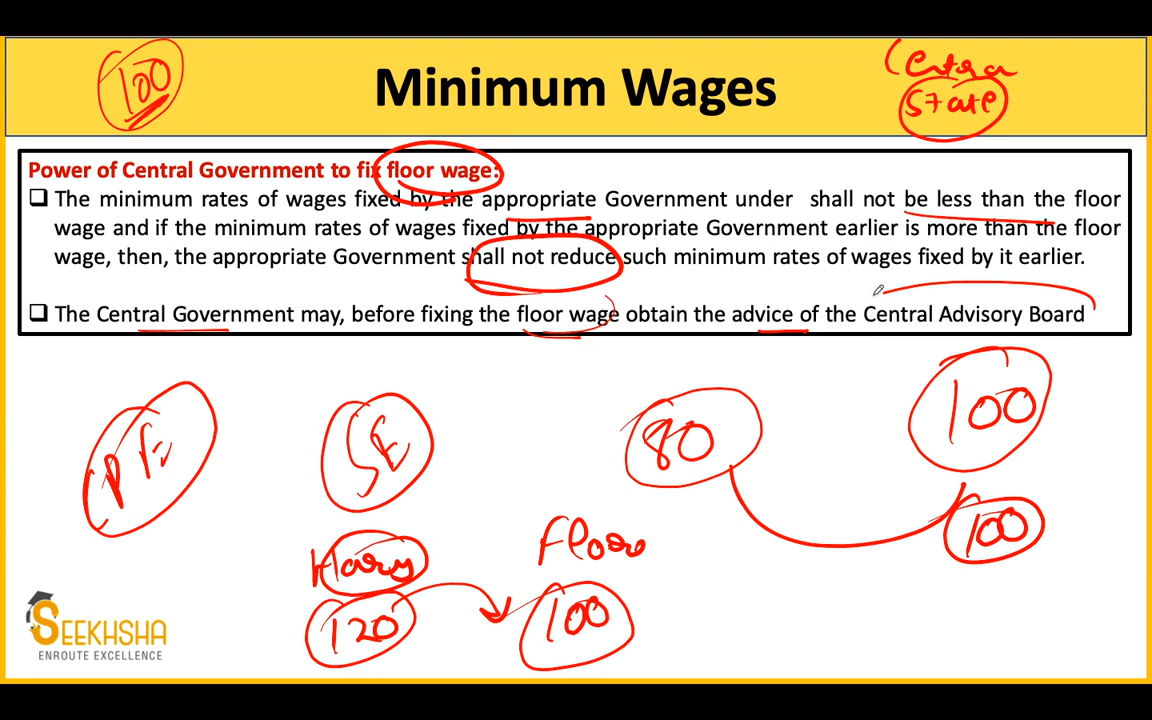 100
Minimum Wages
Central
State
Power of Central Government to fix floor wage:
The minimum rates of wages fixed by the appropriate Government under shall not be less than the floor
wage and if the minimum rates of wages fixed by the appropriate Government earlier is more than the floor
wage, then, the appropriate Government shall not reduce such minimum rates of wages fixed by it earlier.
The Central Government may, before fixing the floor wage obtain the advice of the Central Advisory Board
PE
SE
80
100
100
Floor
Hary
120
100
SEEKHSHA
ENROUTE EXCELLENCE